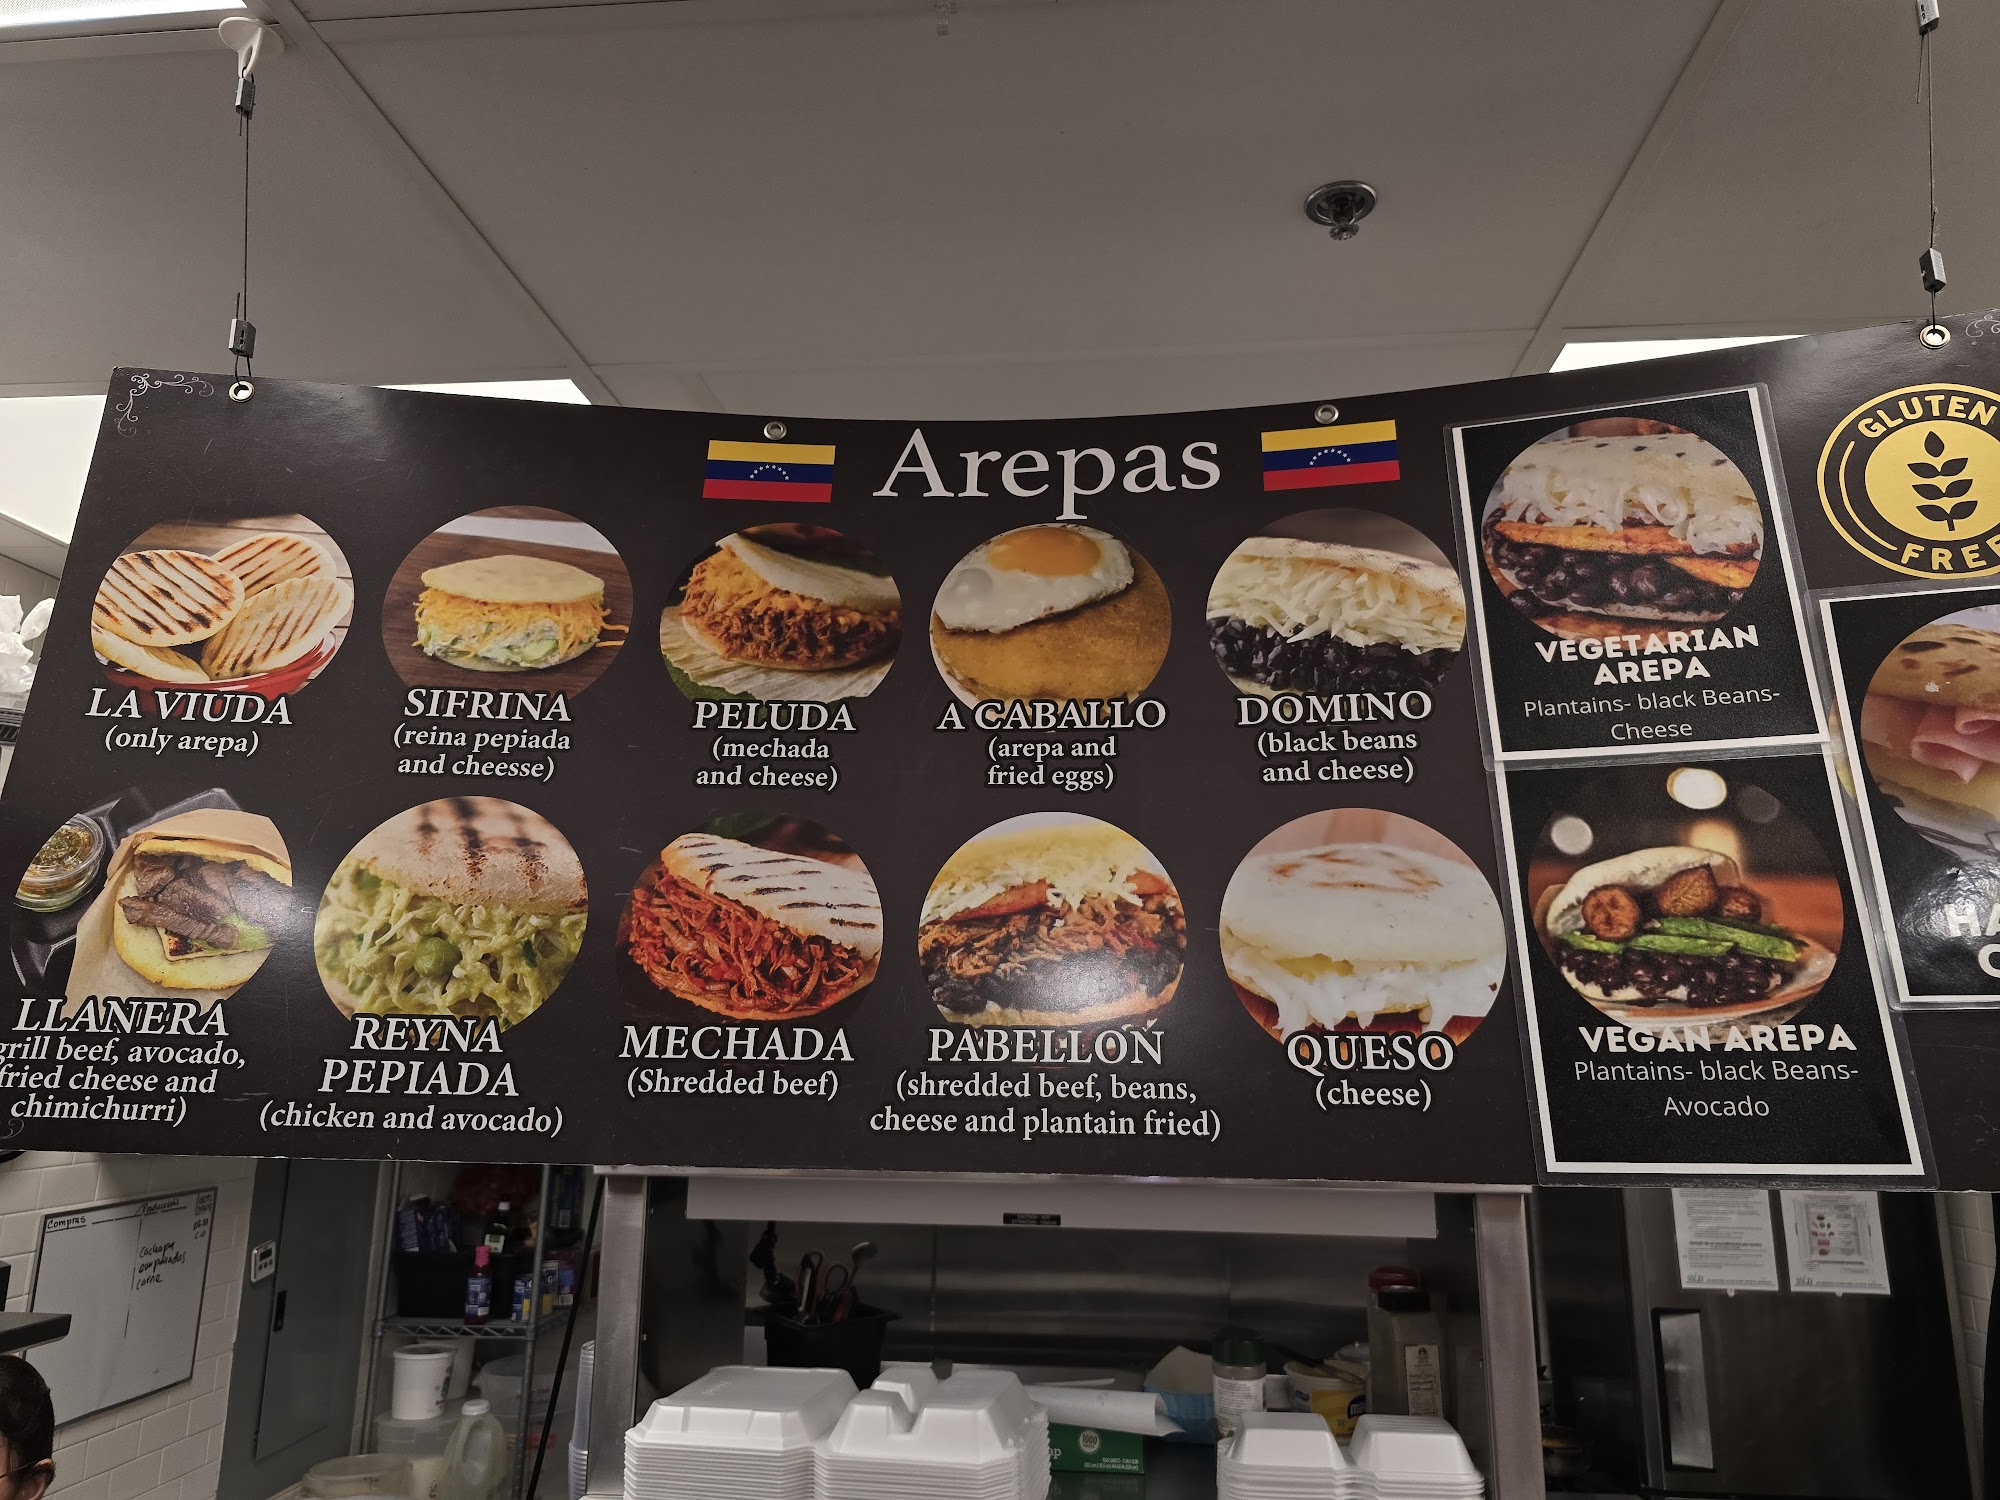 Arepas
LA VIUDA
(only arepa)
SIFRINA
(reina pepiada
and cheesse)
PELUDA
(mechada
and cheese)
A CABALLO
(arepa and
fried eggs)
DOMINO
(black beans
and cheese)
VEGETARIAN
AREPA
Plantains- black Beans-
Cheese
GLUTEN
FREE
LLANERA
grill beef, avocado,
fried cheese and
chimichurri)
REYNA
PEPIADA
(chicken and avocado)
MECHADA
(Shredded beef)
PABELLON
(shredded beef, beans,
cheese and plantain fried)
QUESO
(cheese)
VEGAN AREPA
Plantains- black Beans-
Avocado
HA
Compras